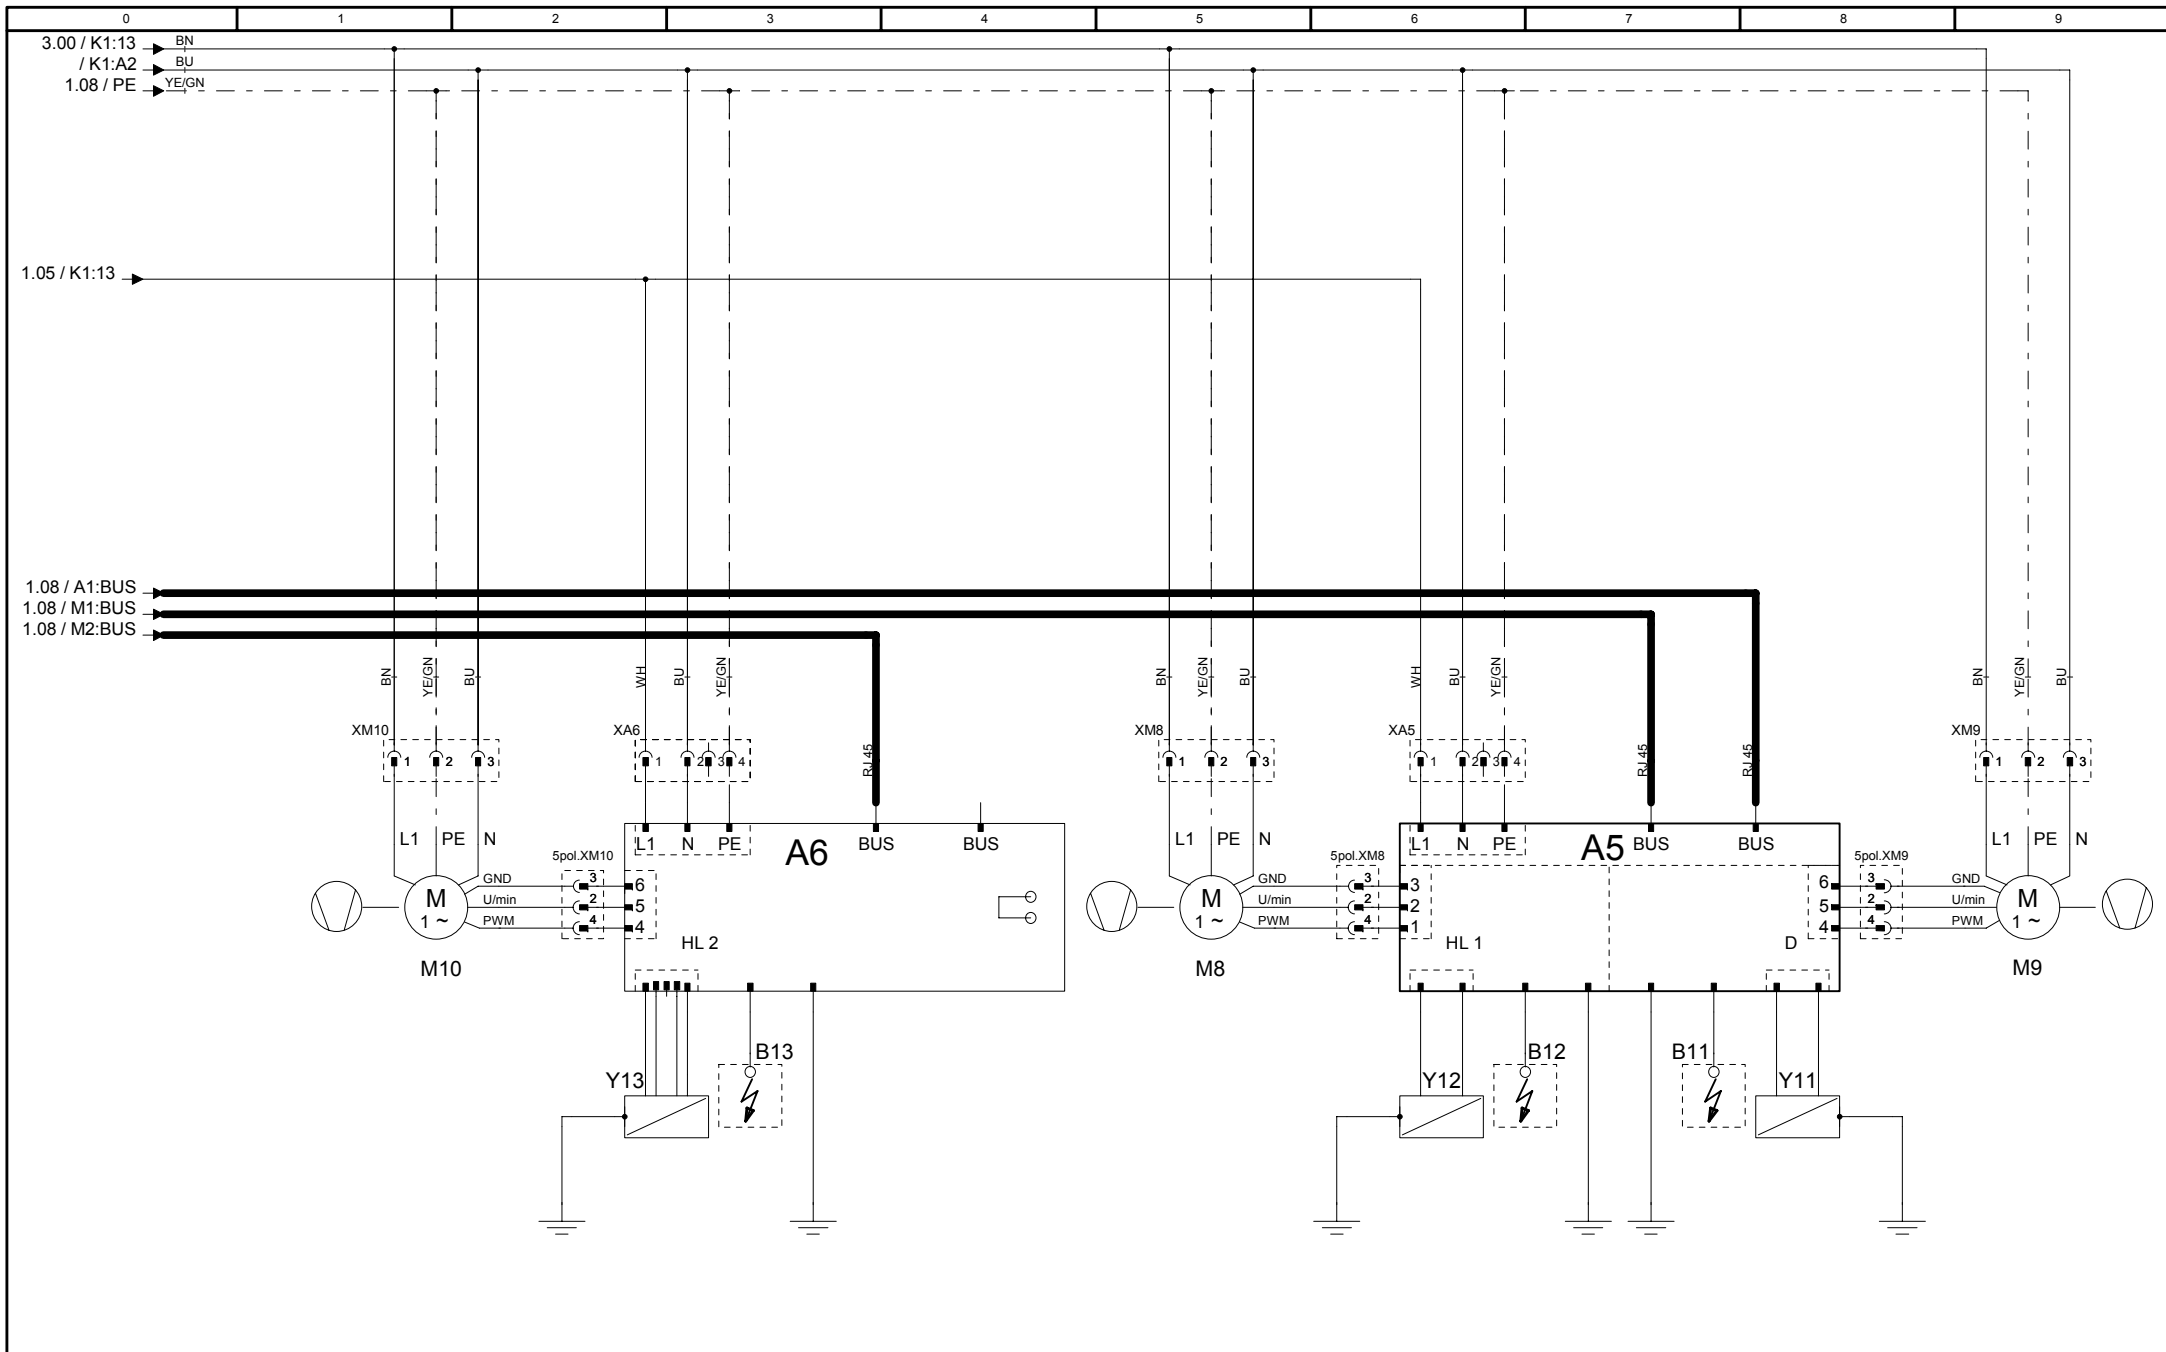 0 1 2 3 4 5 6 7 8 9
3.00 / K1:13 BN
/ K1:A2 BU
1.08 / PE YE/GN
1.05 / K1:13
1.08 / A1:BUS
1.08 / M1:BUS
1.08 / M2:BUS
BN YE/GN BU WH BU YE/GN BN YE/GN BU WH BU YE/GN BN YE/GN BU
XM10 XA6 XM8 XA5 XM9
RJ 45 RJ 45 RJ 45
1 2 3 1 2 3 4 1 2 3 1 2 3 4 1 2 3
L1 PE N L1 N PE A6 BUS BUS L1 PE N L1 N PE A5 BUS BUS L1 PE N
5pol.XM10 5pol.XM8 5pol.XM9
GND 3 6 GND 3 3 6 3 GND
M U/min 2 5 M U/min 2 2 5 2 U/min M
1 ~ PWM 4 4 1 ~ PWM 4 1 4 4 PWM 1 ~
HL 2 HL 1 D
M10 M8 M9
B13 B12 B11
Y13 Y12 Y11